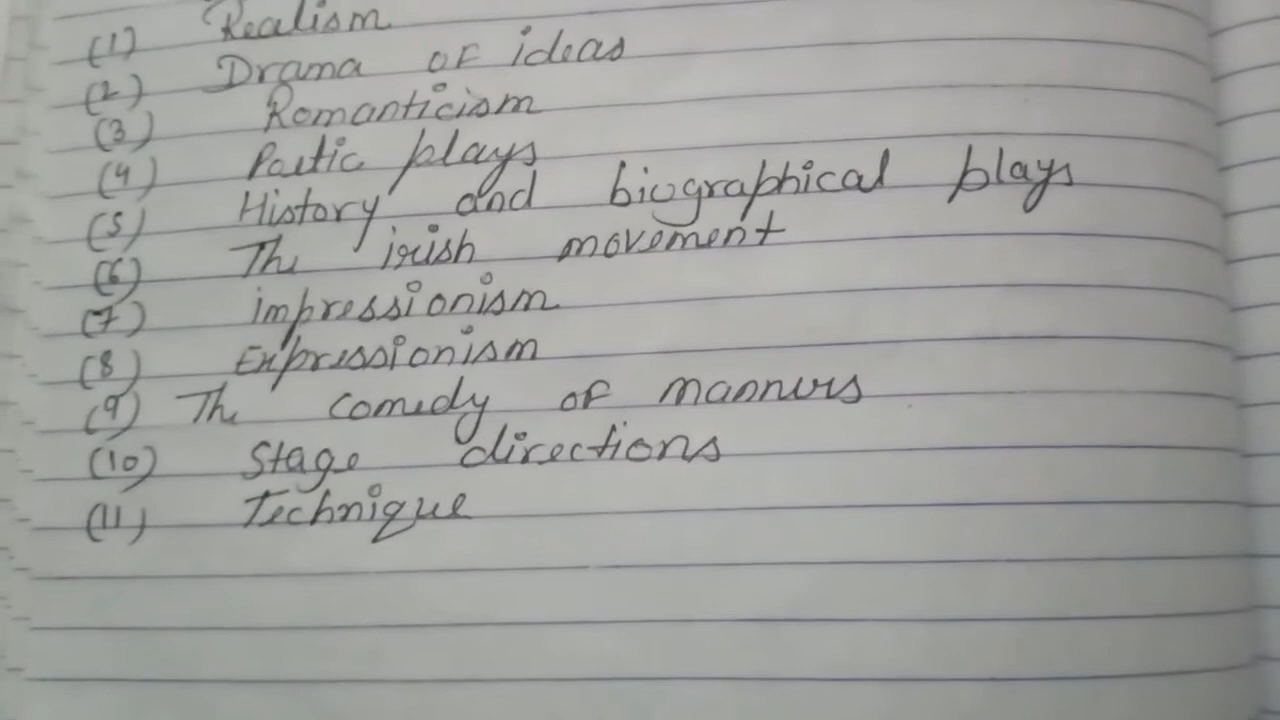 (1) Realism
(2) Drama of ideas
(3) Romanticism
(4) Poetic plays
(5) History and biographical plays
(6) The irish movement
(7) impressionism
(8) Expressionism
(9) The comedy of manners
(10) Stage directions
(11) Technique